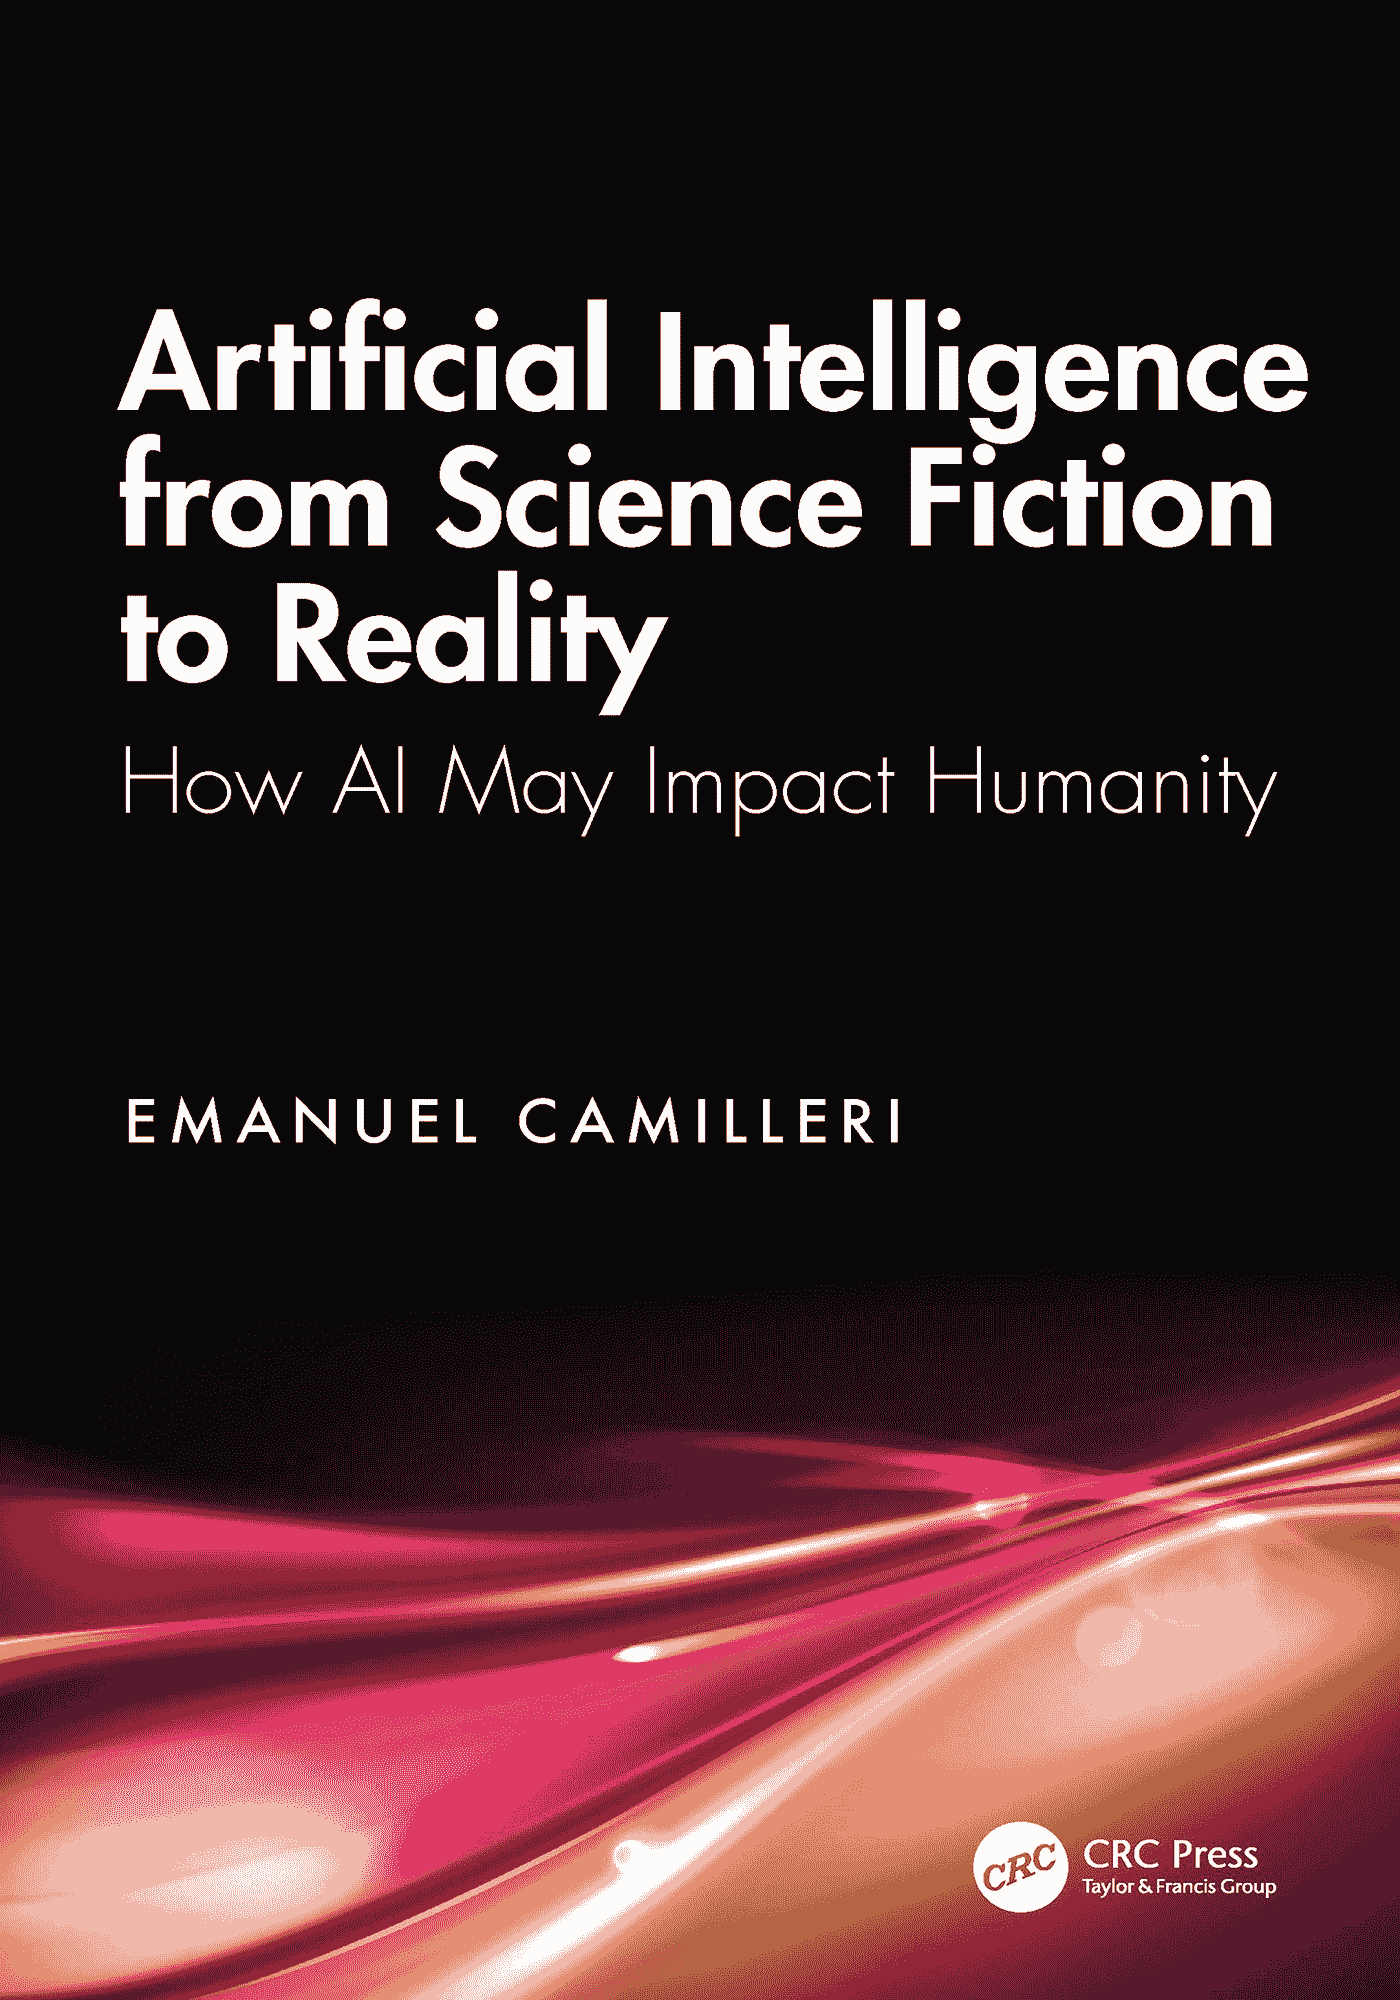 Artificial Intelligence
from Science Fiction
to Reality
How AI May Impact Humanity
EMANUEL CAMILLERI
CRC
CRC Press
Taylor & Francis Group